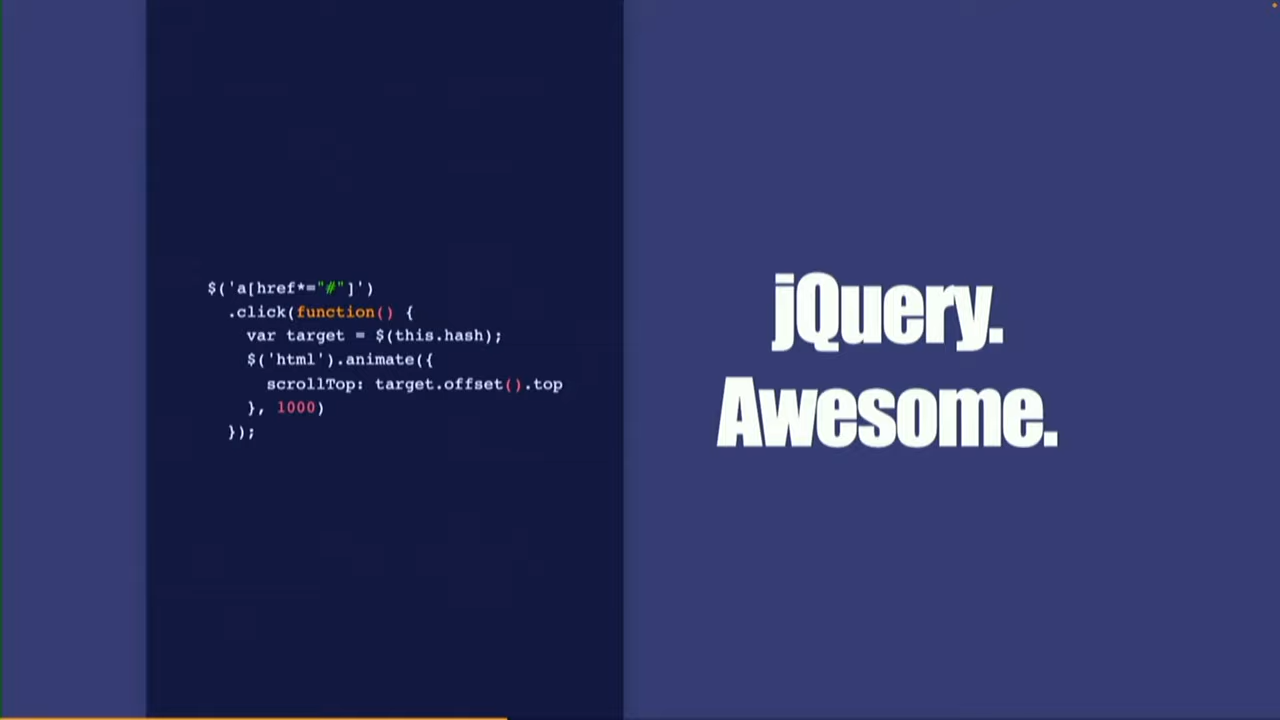 $('a[href*="#"]')
.click(function() {
var target = $(this.hash);
$('html').animate({
scrollTop: target.offset().top
}, 1000)
});
jQuery.
Awesome.